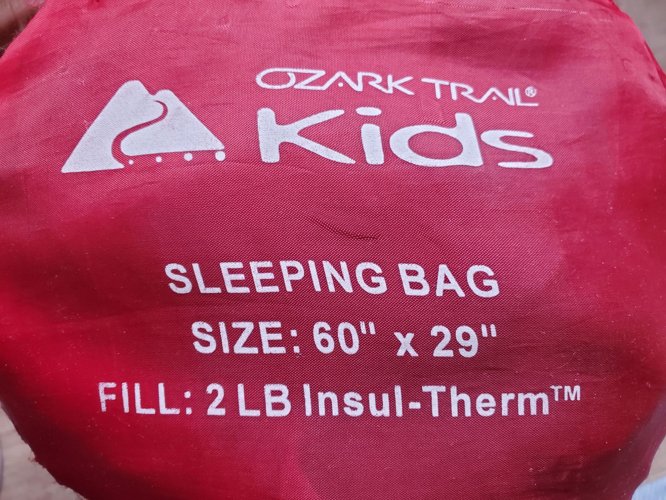 OZARK TRAIL®
Kids
SLEEPING BAG
SIZE: 60" x 29"
FILL: 2 LB Insul-Therm™